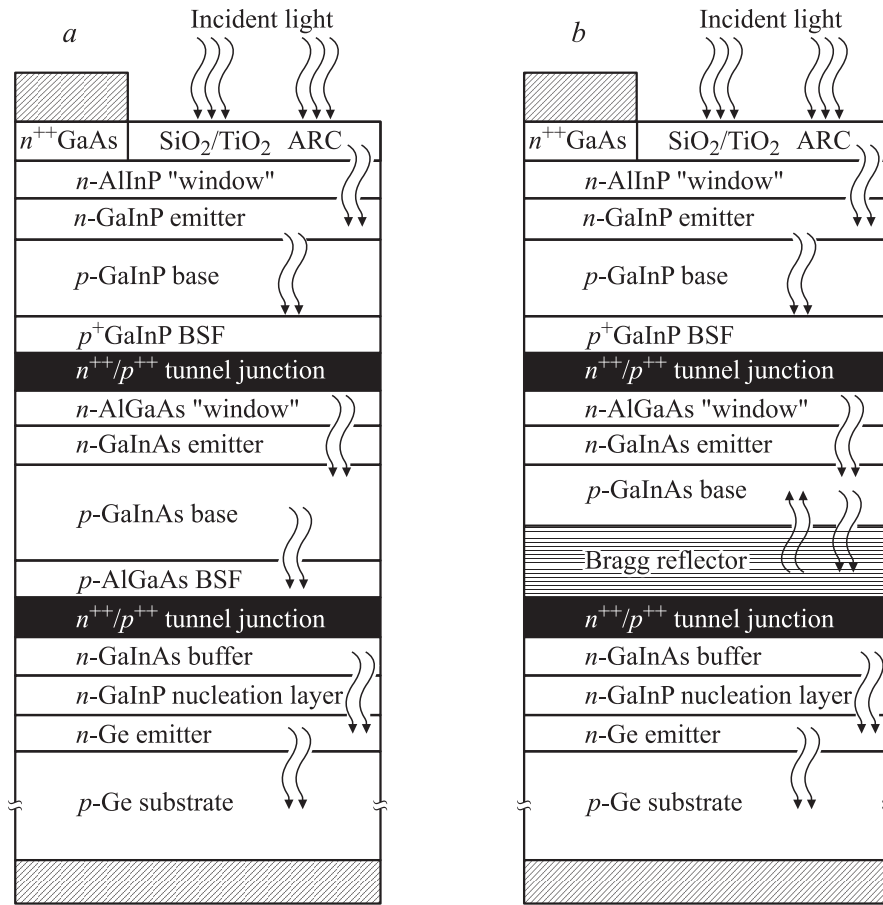 a
Incident light
n++GaAs
SiO2/TiO2 ARC
n-AlInP "window"
n-GaInP emitter
p-GaInP base
p+GaInP BSF
n++/p++ tunnel junction
n-AlGaAs "window"
n-GaInAs emitter
p-GaInAs base
p-AlGaAs BSF
n++/p++ tunnel junction
n-GaInAs buffer
n-GaInP nucleation layer
n-Ge emitter
p-Ge substrate
b
Incident light
n++GaAs
SiO2/TiO2 ARC
n-AlInP "window"
n-GaInP emitter
p-GaInP base
p+GaInP BSF
n++/p++ tunnel junction
n-AlGaAs "window"
n-GaInAs emitter
p-GaInAs base
Bragg reflector
n++/p++ tunnel junction
n-GaInAs buffer
n-GaInP nucleation layer
n-Ge emitter
p-Ge substrate